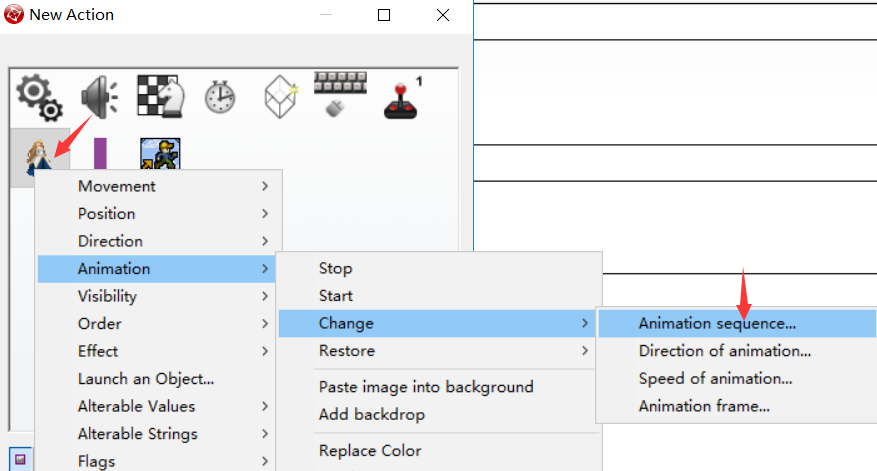 New Action
1
Movement
Position
Direction
Animation
Visibility
Order
Effect
Launch an Object...
Alterable Values
Alterable Strings
Flags
Stop
Start
Change
Restore
Paste image into background
Add backdrop
Replace Color
Animation sequence...
Direction of animation...
Speed of animation...
Animation frame...